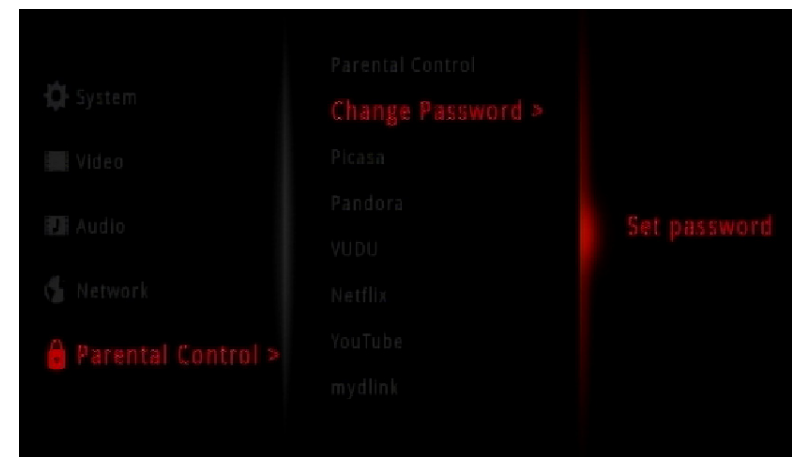 System
Video
Audio
Network
Parental Control >
Parental Control
Change Password >
Picasa
Pandora
VUDU
Netflix
YouTube
mydlink
Set password